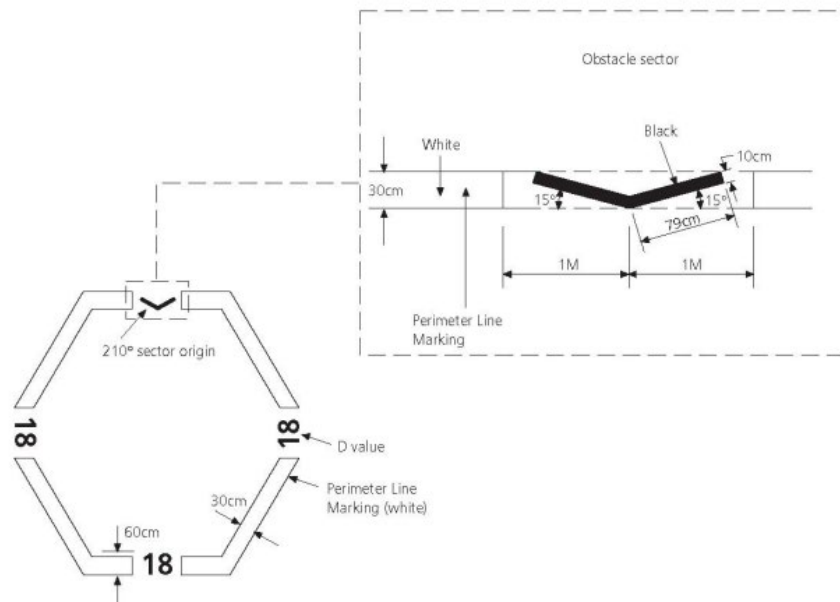 Obstacle sector
White
Black
10cm
30cm
15°
15°
79cm
1M
1M
Perimeter Line
Marking
210° sector origin
18
18
D value
30cm
Perimeter Line
Marking (white)
60cm
18